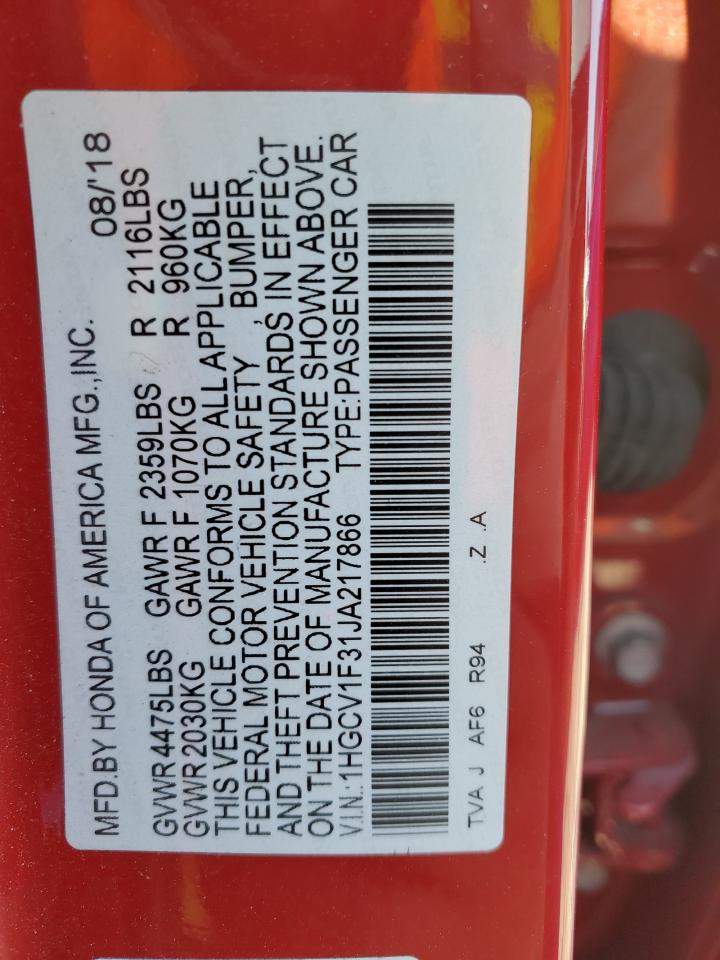 MFD.BY HONDA OF AMERICA MFG.,INC. 08/'18
GVWR 4475LBS GAWR F 2359LBS R 2116LBS
GVWR 2030KG GAWR F 1070KG R 960KG
THIS VEHICLE CONFORMS TO ALL APPLICABLE
FEDERAL MOTOR VEHICLE SAFETY , BUMPER,
AND THEFT PREVENTION STANDARDS IN EFFECT
ON THE DATE OF MANUFACTURE SHOWN ABOVE.
V.I.N.:1HGCV1F31JA217866 TYPE:PASSENGER CAR
TVA J AF6 R94 .Z .A